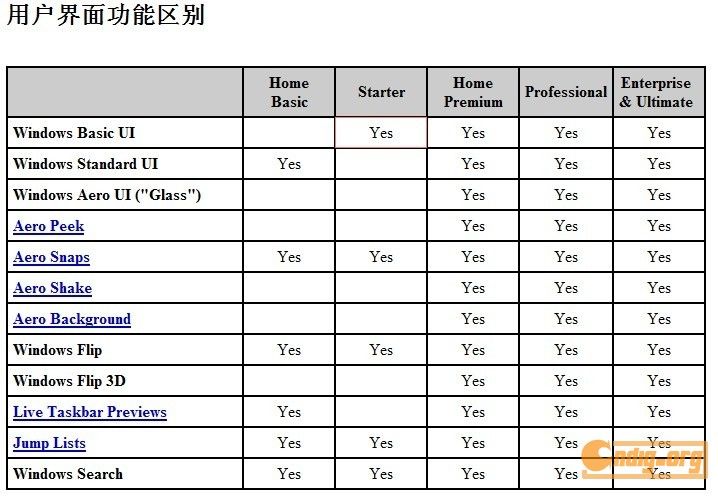 用户界面功能区别
Home Basic Starter Home Premium Professional Enterprise & Ultimate
Windows Basic UI Yes Yes Yes Yes
Windows Standard UI Yes Yes Yes Yes
Windows Aero UI ("Glass") Yes Yes Yes
Aero Peek Yes Yes Yes
Aero Snaps Yes Yes Yes Yes Yes
Aero Shake Yes Yes Yes
Aero Background Yes Yes Yes
Windows Flip Yes Yes Yes Yes Yes
Windows Flip 3D Yes Yes Yes
Live Taskbar Previews Yes Yes Yes Yes
Jump Lists Yes Yes Yes Yes Yes
Windows Search Yes Yes Yes Yes Yes